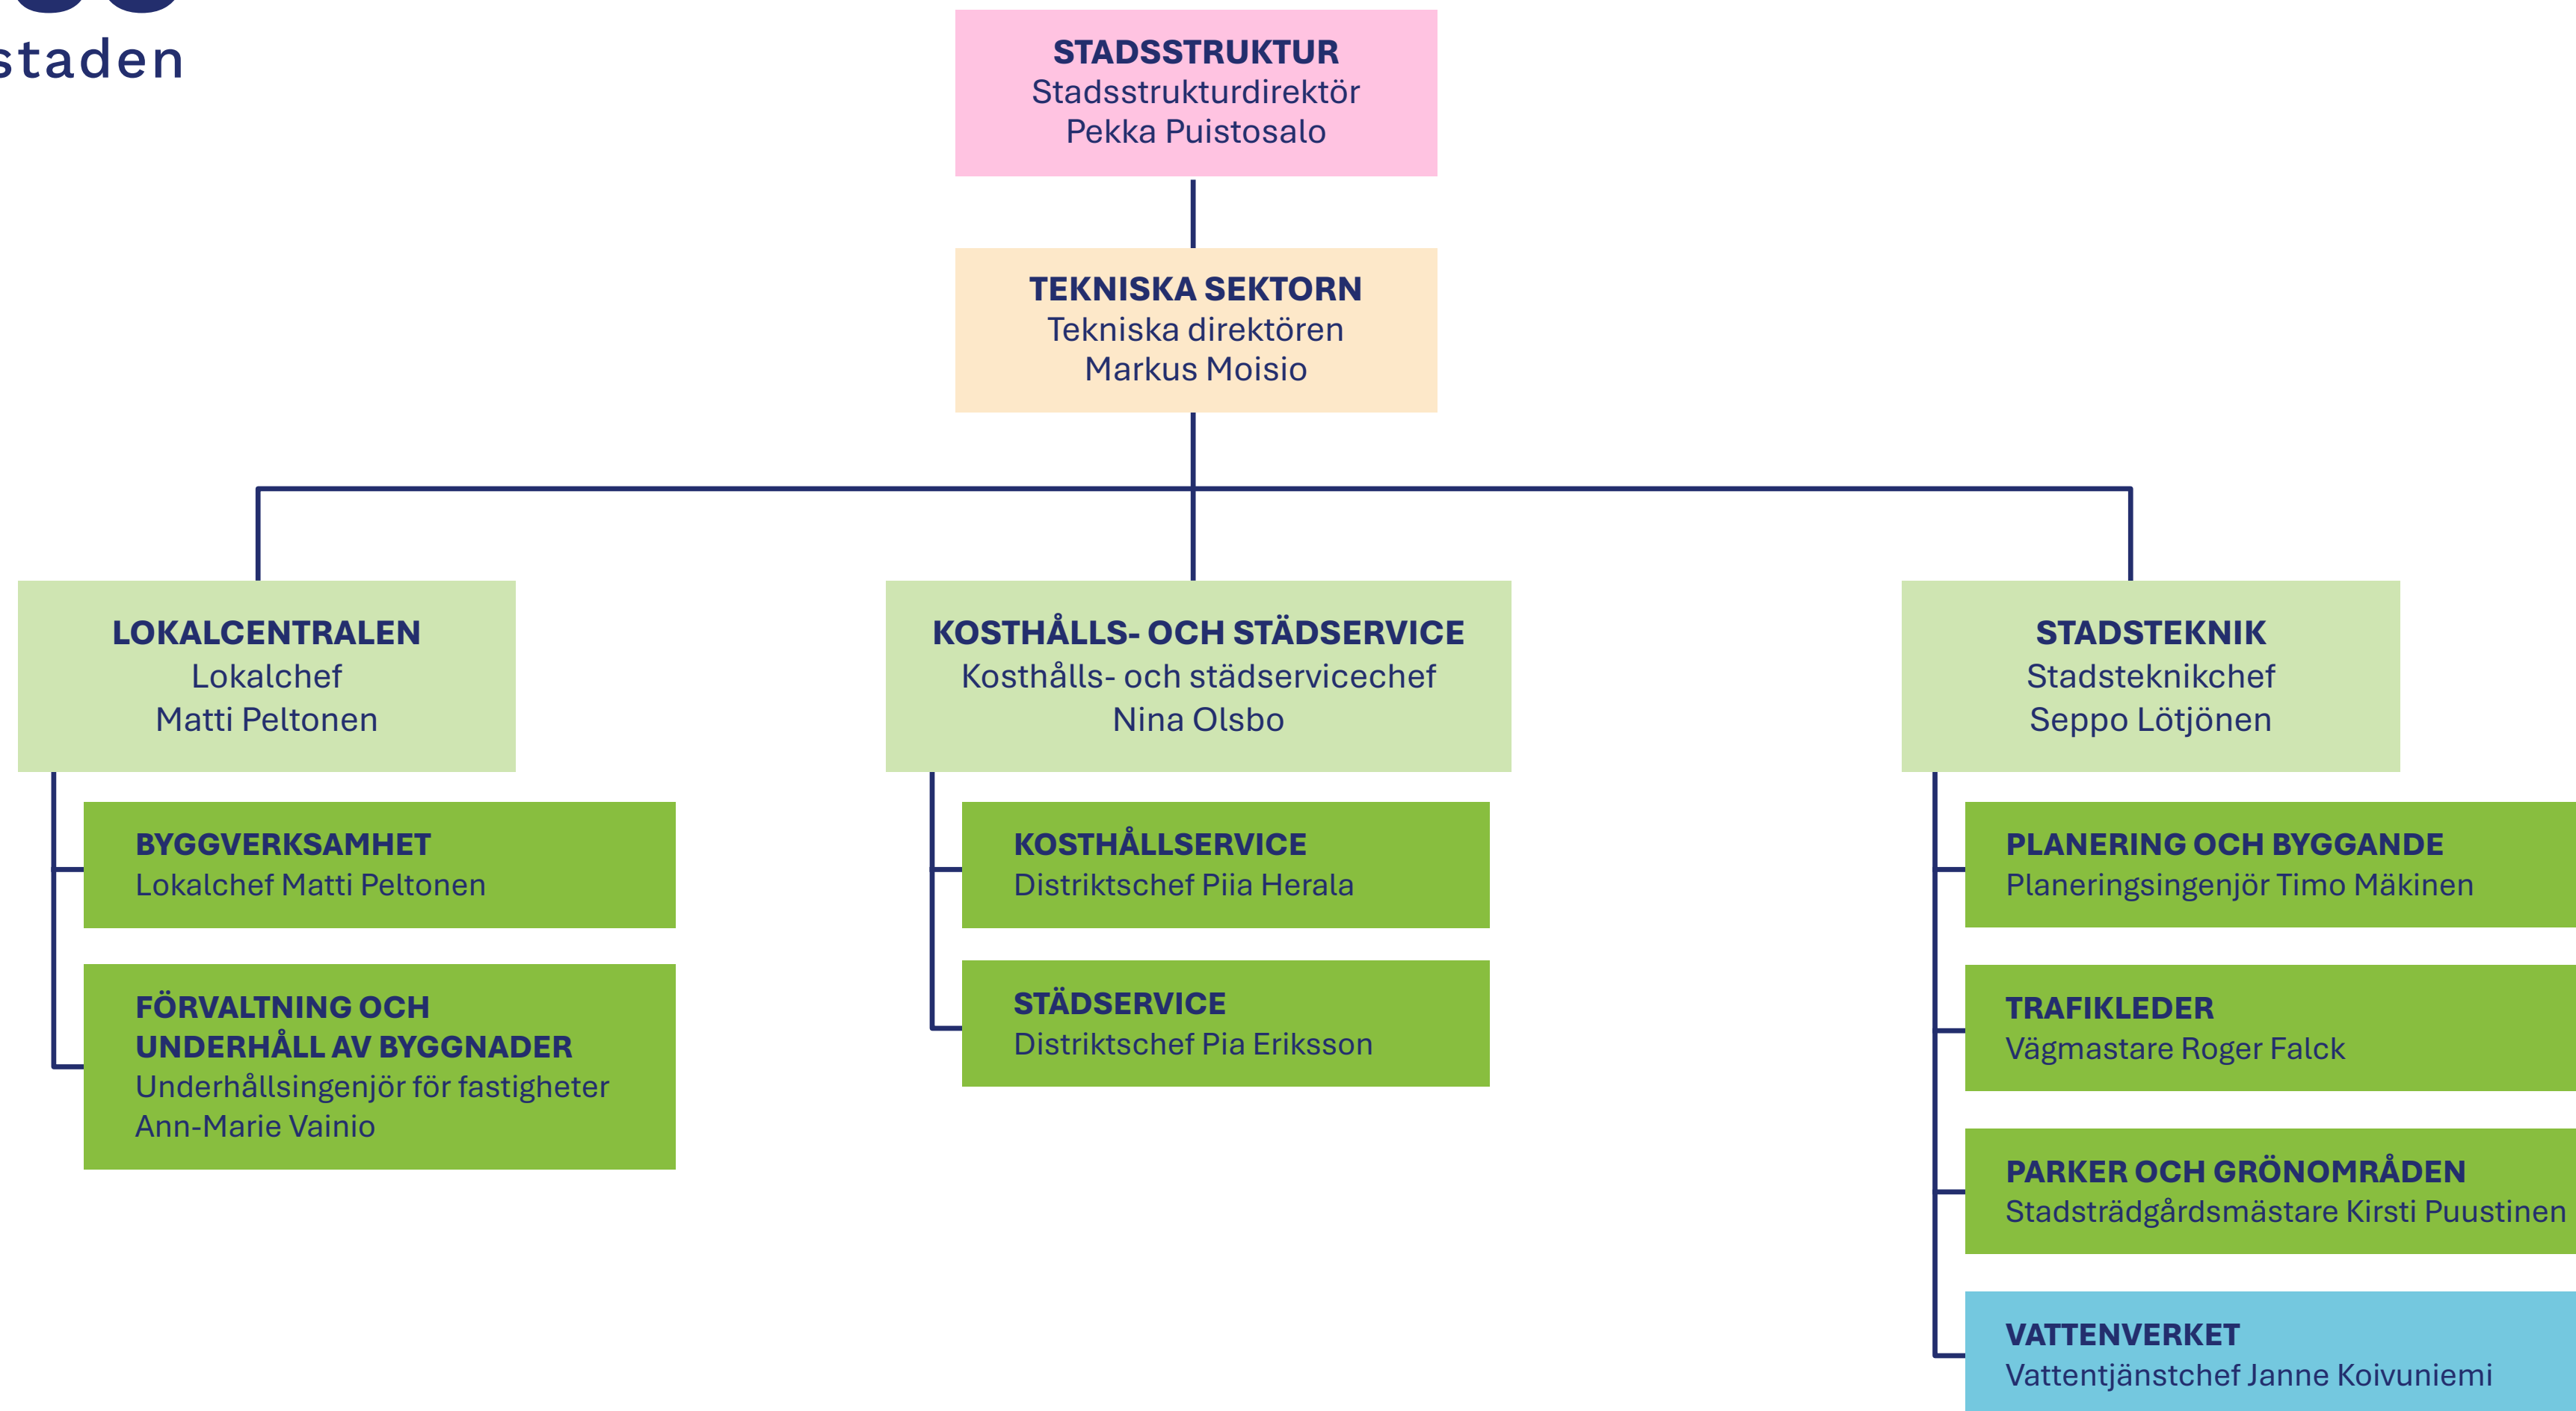 staden
STADSSTRUKTUR
Stadsstrukturdirektör
Pekka Puistosalo
TEKNISKA SEKTORN
Tekniska direktören
Markus Moisio
LOKALCENTRALEN
Lokalchef
Matti Peltonen
BYGGVERKSAMHET
Lokalchef Matti Peltonen
FÖRVALTNING OCH
UNDERHÅLL AV BYGGNADER
Underhållsingenjör för fastigheter
Ann-Marie Vainio
KOSTHÅLLS- OCH STÄDSERVICE
Kosthålls- och städservicechef
Nina Olsbo
KOSTHÅLLSERVICE
Distriktschef Piia Herala
STÄDSERVICE
Distriktschef Pia Eriksson
STADSTEKNIK
Stadsteknikchef
Seppo Lötjönen
PLANERING OCH BYGGANDE
Planeringsingenjör Timo Mäkinen
TRAFIKLEDER
Vägmastare Roger Falck
PARKER OCH GRÖNOMRÅDEN
Stadsträdgårdsmästare Kirsti Puustinen
VATTENVERKET
Vattentjänstchef Janne Koivuniemi